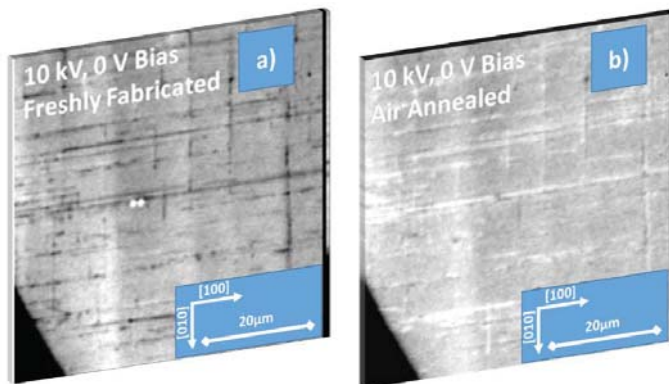 10 kV, 0 V Bias
Freshly Fabricated
a)
[100]
[010]
20μm
10 kV, 0 V Bias
Air Annealed
b)
[100]
[010]
20μm